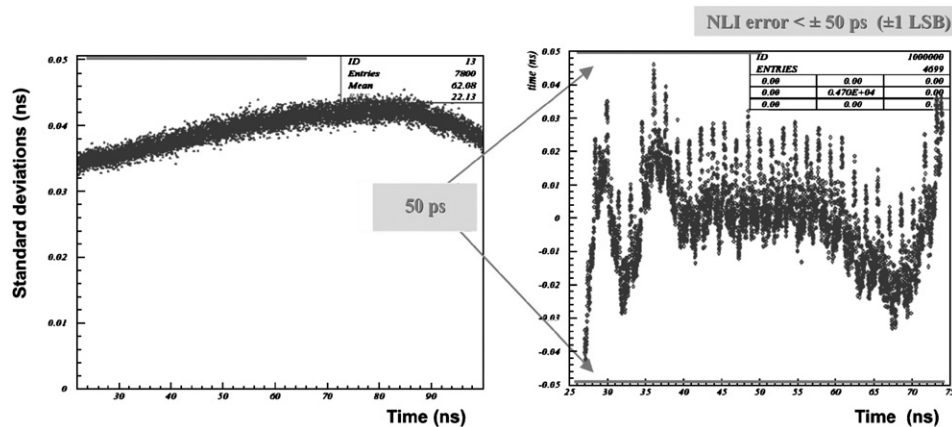 NLI error < ± 50 ps (±1 LSB)
Standard deviations (ns)
0.05
0.04
0.03
0.02
0.01
0
ID 13
Entries 7800
Mean 62.08
22.13
30 40 50 60 70 80 90 100
Time (ns)
50 ps
time (ns)
0.05
0.04
0.03
0.02
0.01
0
-0.01
-0.02
-0.03
-0.04
-0.05
ID 1000000
ENTRIES 4699
0.00 0.00 0.00
0.00 0.470E+04 0.00
0.00 0.00
25 30 35 40 45 50 55 60 65 70 75
Time (ns)